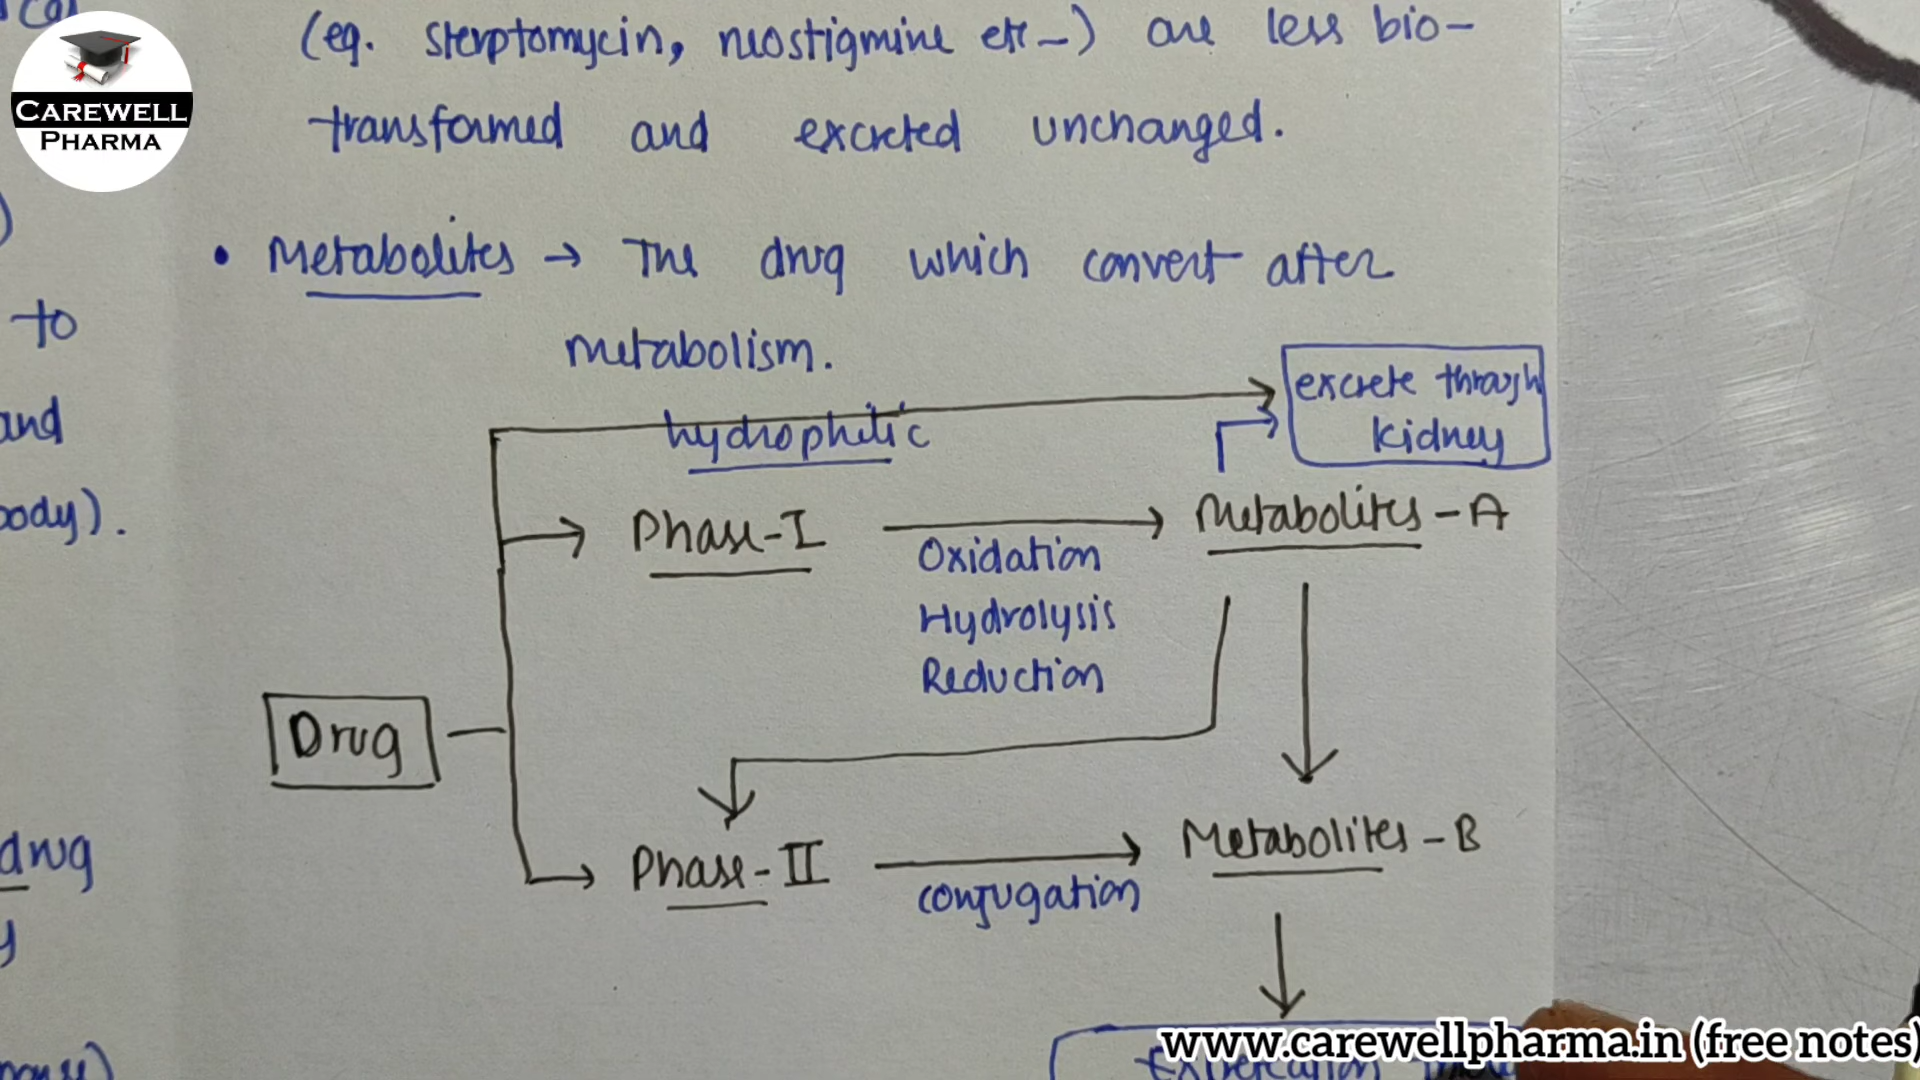 CAREWELL
PHARMA
(eg. sterptomycin, neostigmine etc-) are less bio-
transformed and excreted unchanged.
• Metabolites → The drug which convert after
metabolism.
to
and
body).
drug
y
hydrophilic
excrete through
kidney
Phase-I
Oxidation
Hydrolysis
Reduction
Metabolites-A
Drug
Phase-II
conjugation
Metabolites-B
www.carewellpharma.in (free notes)